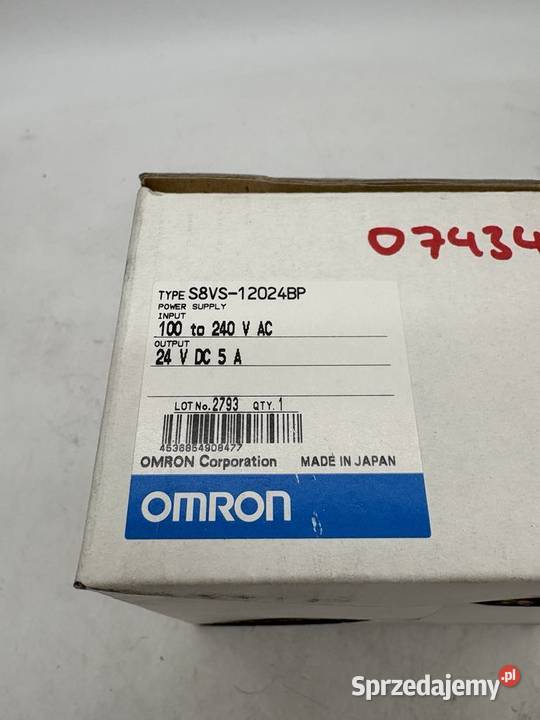 07434
TYPE S8VS-12024BP
POWER SUPPLY
INPUT
100 to 240 V AC
OUTPUT
24 V DC 5 A
LOT No. 2793 QTY. 1
4536854908477
OMRON Corporation MADE IN JAPAN
OMRON
Sprzedajemy.pl